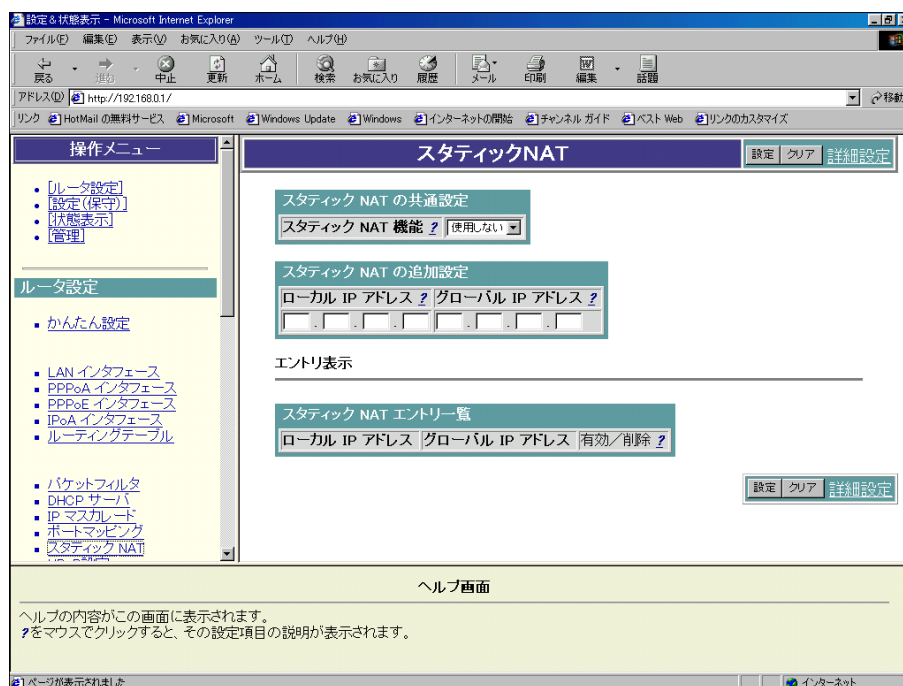 設定&状態表示 - Microsoft Internet Explorer
ファイル(F) 編集(E) 表示(V) お気に入り(A) ツール(T) ヘルプ(H)
戻る 進む 中止 更新 ホーム 検索 お気に入り 履歴 メール 印刷 編集 話題
アドレス(D) http://192.168.0.1/ 移動
リンク HotMail の無料サービス Microsoft Windows Update Windows インターネットの開始 チャンネル ガイド ベスト Web リンクのカスタマイズ
操作メニュー
[ルータ設定]
[設定(保守)]
[状態表示]
[管理]
ルータ設定
かんたん設定
LAN インタフェース
PPPoA インタフェース
PPPoE インタフェース
IPoA インタフェース
ルーティングテーブル
パケットフィルタ
DHCP サーバ
IP マスカレード
ポートマッピング
スタティック NAT
スタティックNAT
設定 クリア 詳細設定
スタティック NAT の共通設定
スタティック NAT 機能 ? 使用しない
スタティック NAT の追加設定
ローカル IP アドレス ? グローバル IP アドレス ?
. . . . . .
エントリ表示
スタティック NAT エントリ一覧
ローカル IP アドレス グローバル IP アドレス 有効/削除 ?
設定 クリア 詳細設定
ヘルプ画面
ヘルプの内容がこの画面に表示されます。
?をマウスでクリックすると、その設定項目の説明が表示されます。
ページが表示されました インターネット